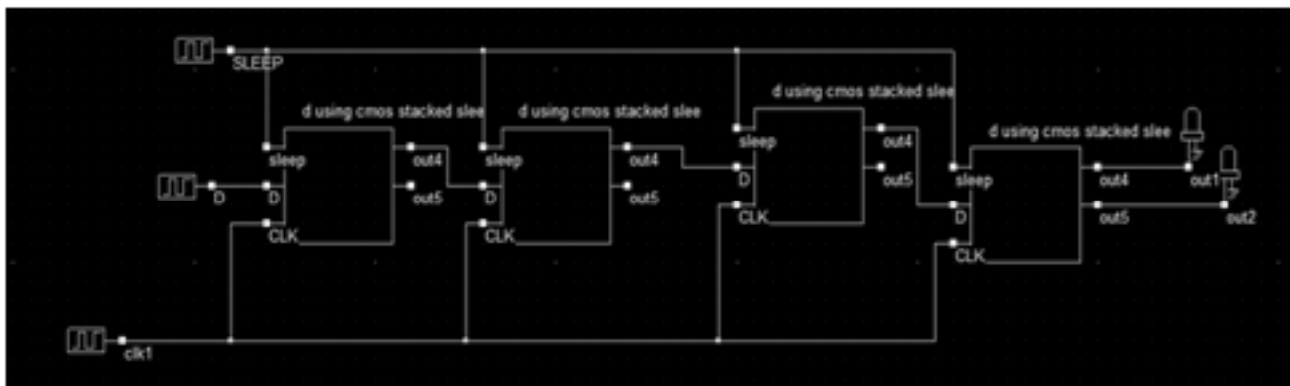 SLEEP
d using cmos stacked slee
d using cmos stacked slee
d using cmos stacked slee
d using cmos stacked slee
sleep
D
D
CLK
out4
out5
sleep
D
CLK
out4
out5
sleep
D
CLK
out4
out5
sleep
D
CLK
out4
out5
out1
out2
clk1